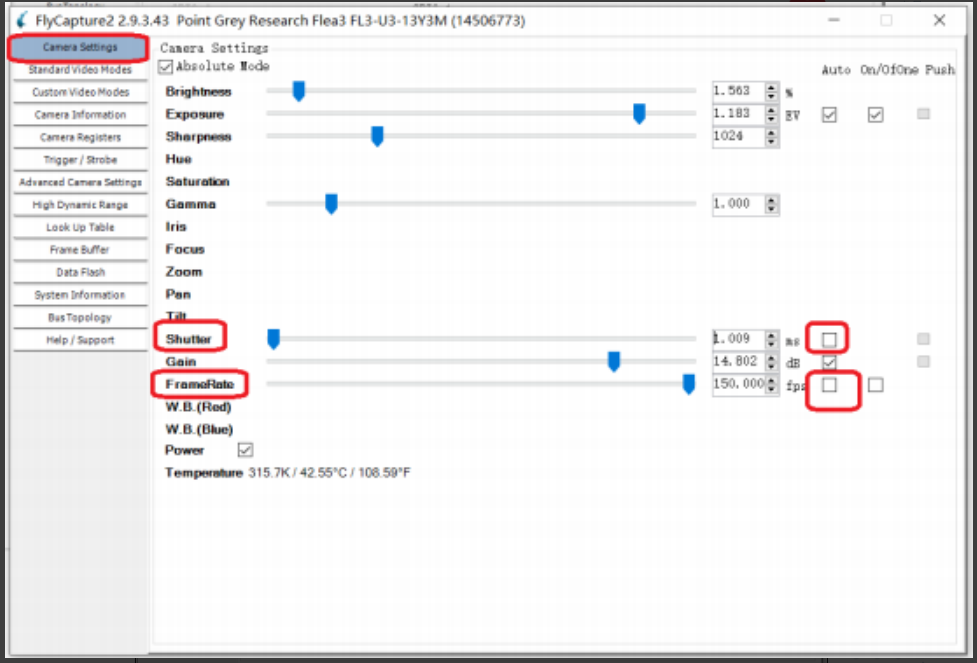 FlyCapture2 2.9.3.43 Point Grey Research Flea3 FL3-U3-13Y3M (14506773)
Camera Settings
Standard Video Modes
Custom Video Modes
Camera Information
Camera Registers
Trigger / Strobe
Advanced Camera Settings
High Dynamic Range
Look Up Table
Frame Buffer
Data Flash
System Information
Bus Topology
Help / Support
Camera Settings
Absolute Mode
Auto On/OfOne Push
Brightness 1.563 %
Exposure 1.183 EV
Sharpness 1024
Hue
Saturation
Gamma 1.000
Iris
Focus
Zoom
Pan
Tilt
Shutter 1.009 ms
Gain 14.802 dB
FrameRate 150.000 fps
W.B.(Red)
W.B.(Blue)
Power
Temperature 315.7K / 42.55°C / 108.59°F